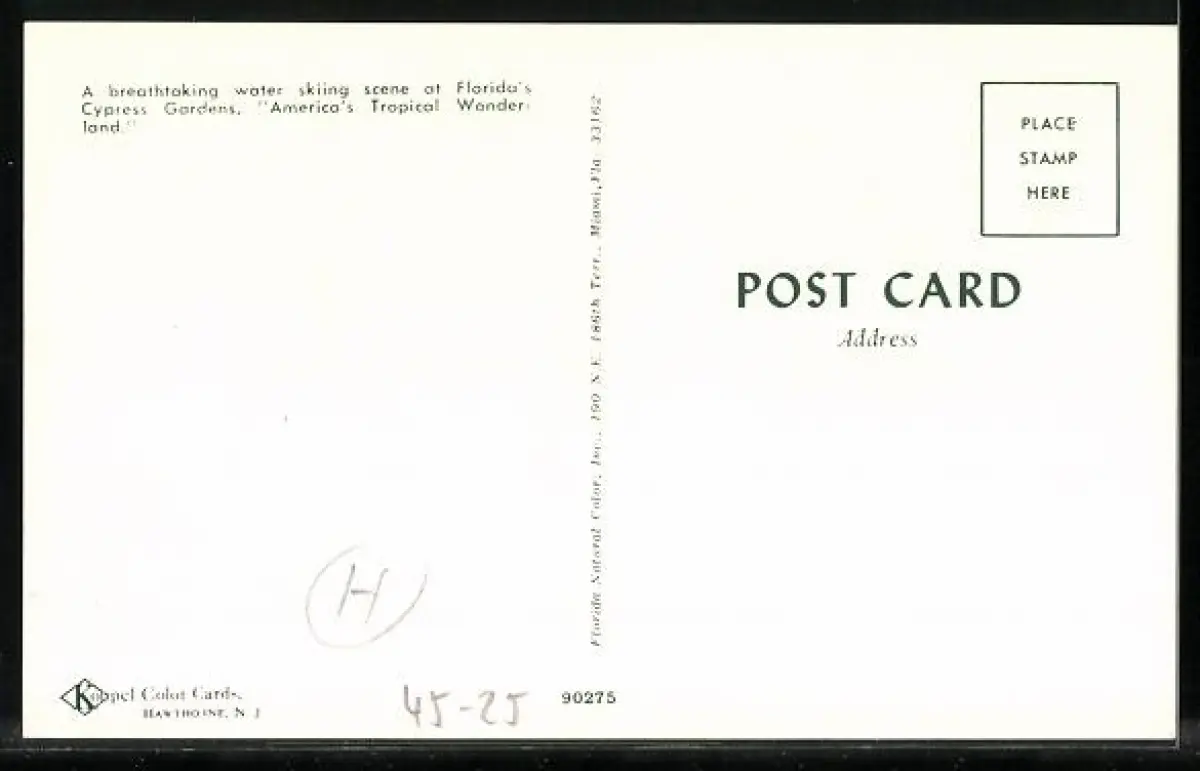 A breathtaking water skiing scene at Florida's
Cypress Gardens, "America's Tropical Wonder-
land."
Florida Natural Color, Inc., 190 N.E. 186th Terr., Miami, Fla. 33162
PLACE
STAMP
HERE
POST CARD
Address
H
Koppel Color Cards,
HAWTHORNE, N J
45-25
90275